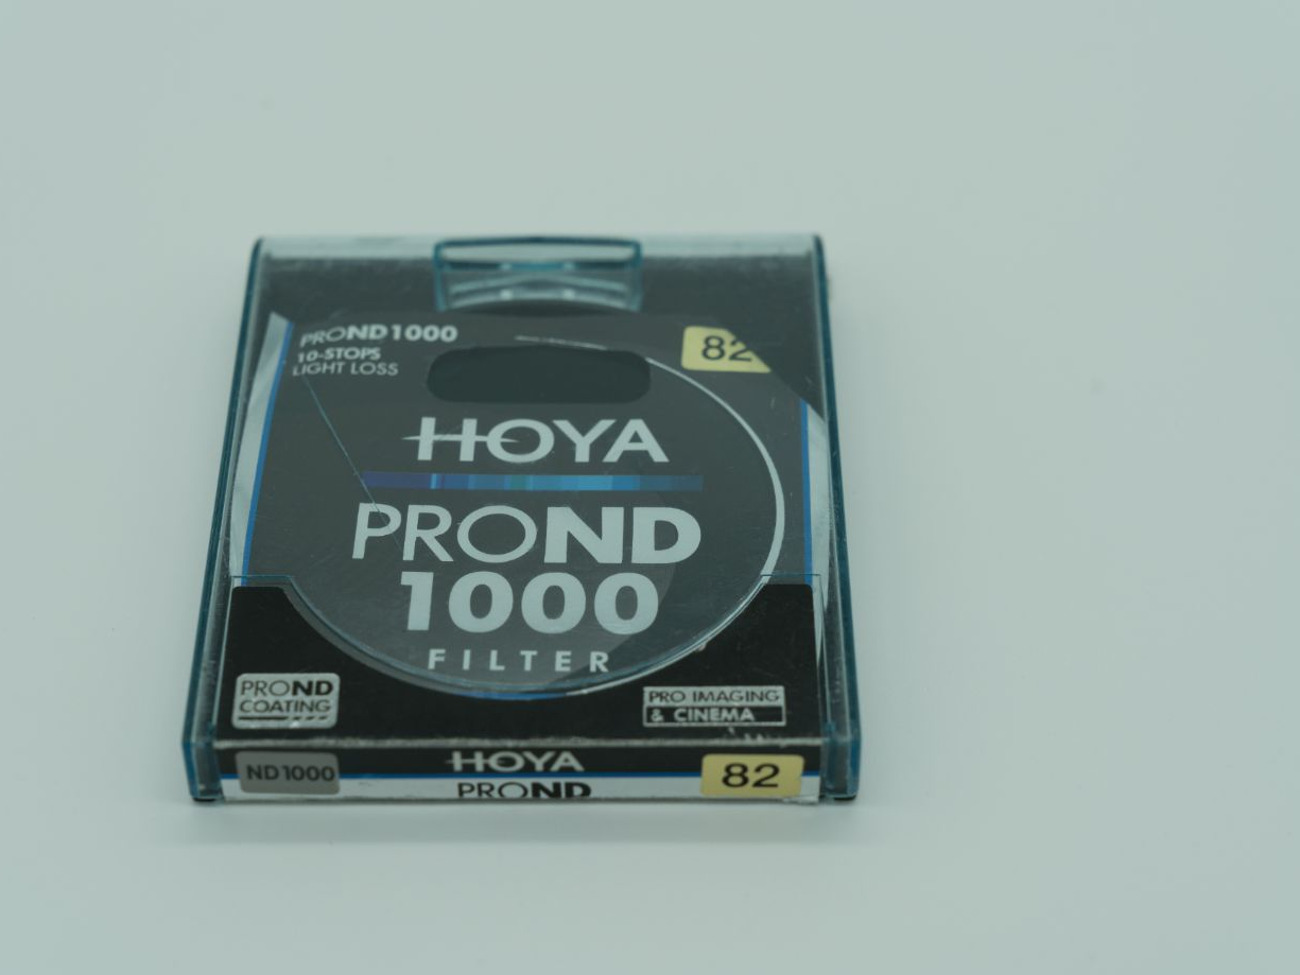 PROND1000
10-STOPS
LIGHT LOSS
82
HOYA
PROND
1000
FILTER
PROND
COATING
PRO IMAGING
& CINEMA
ND1000
HOYA
PROND
82